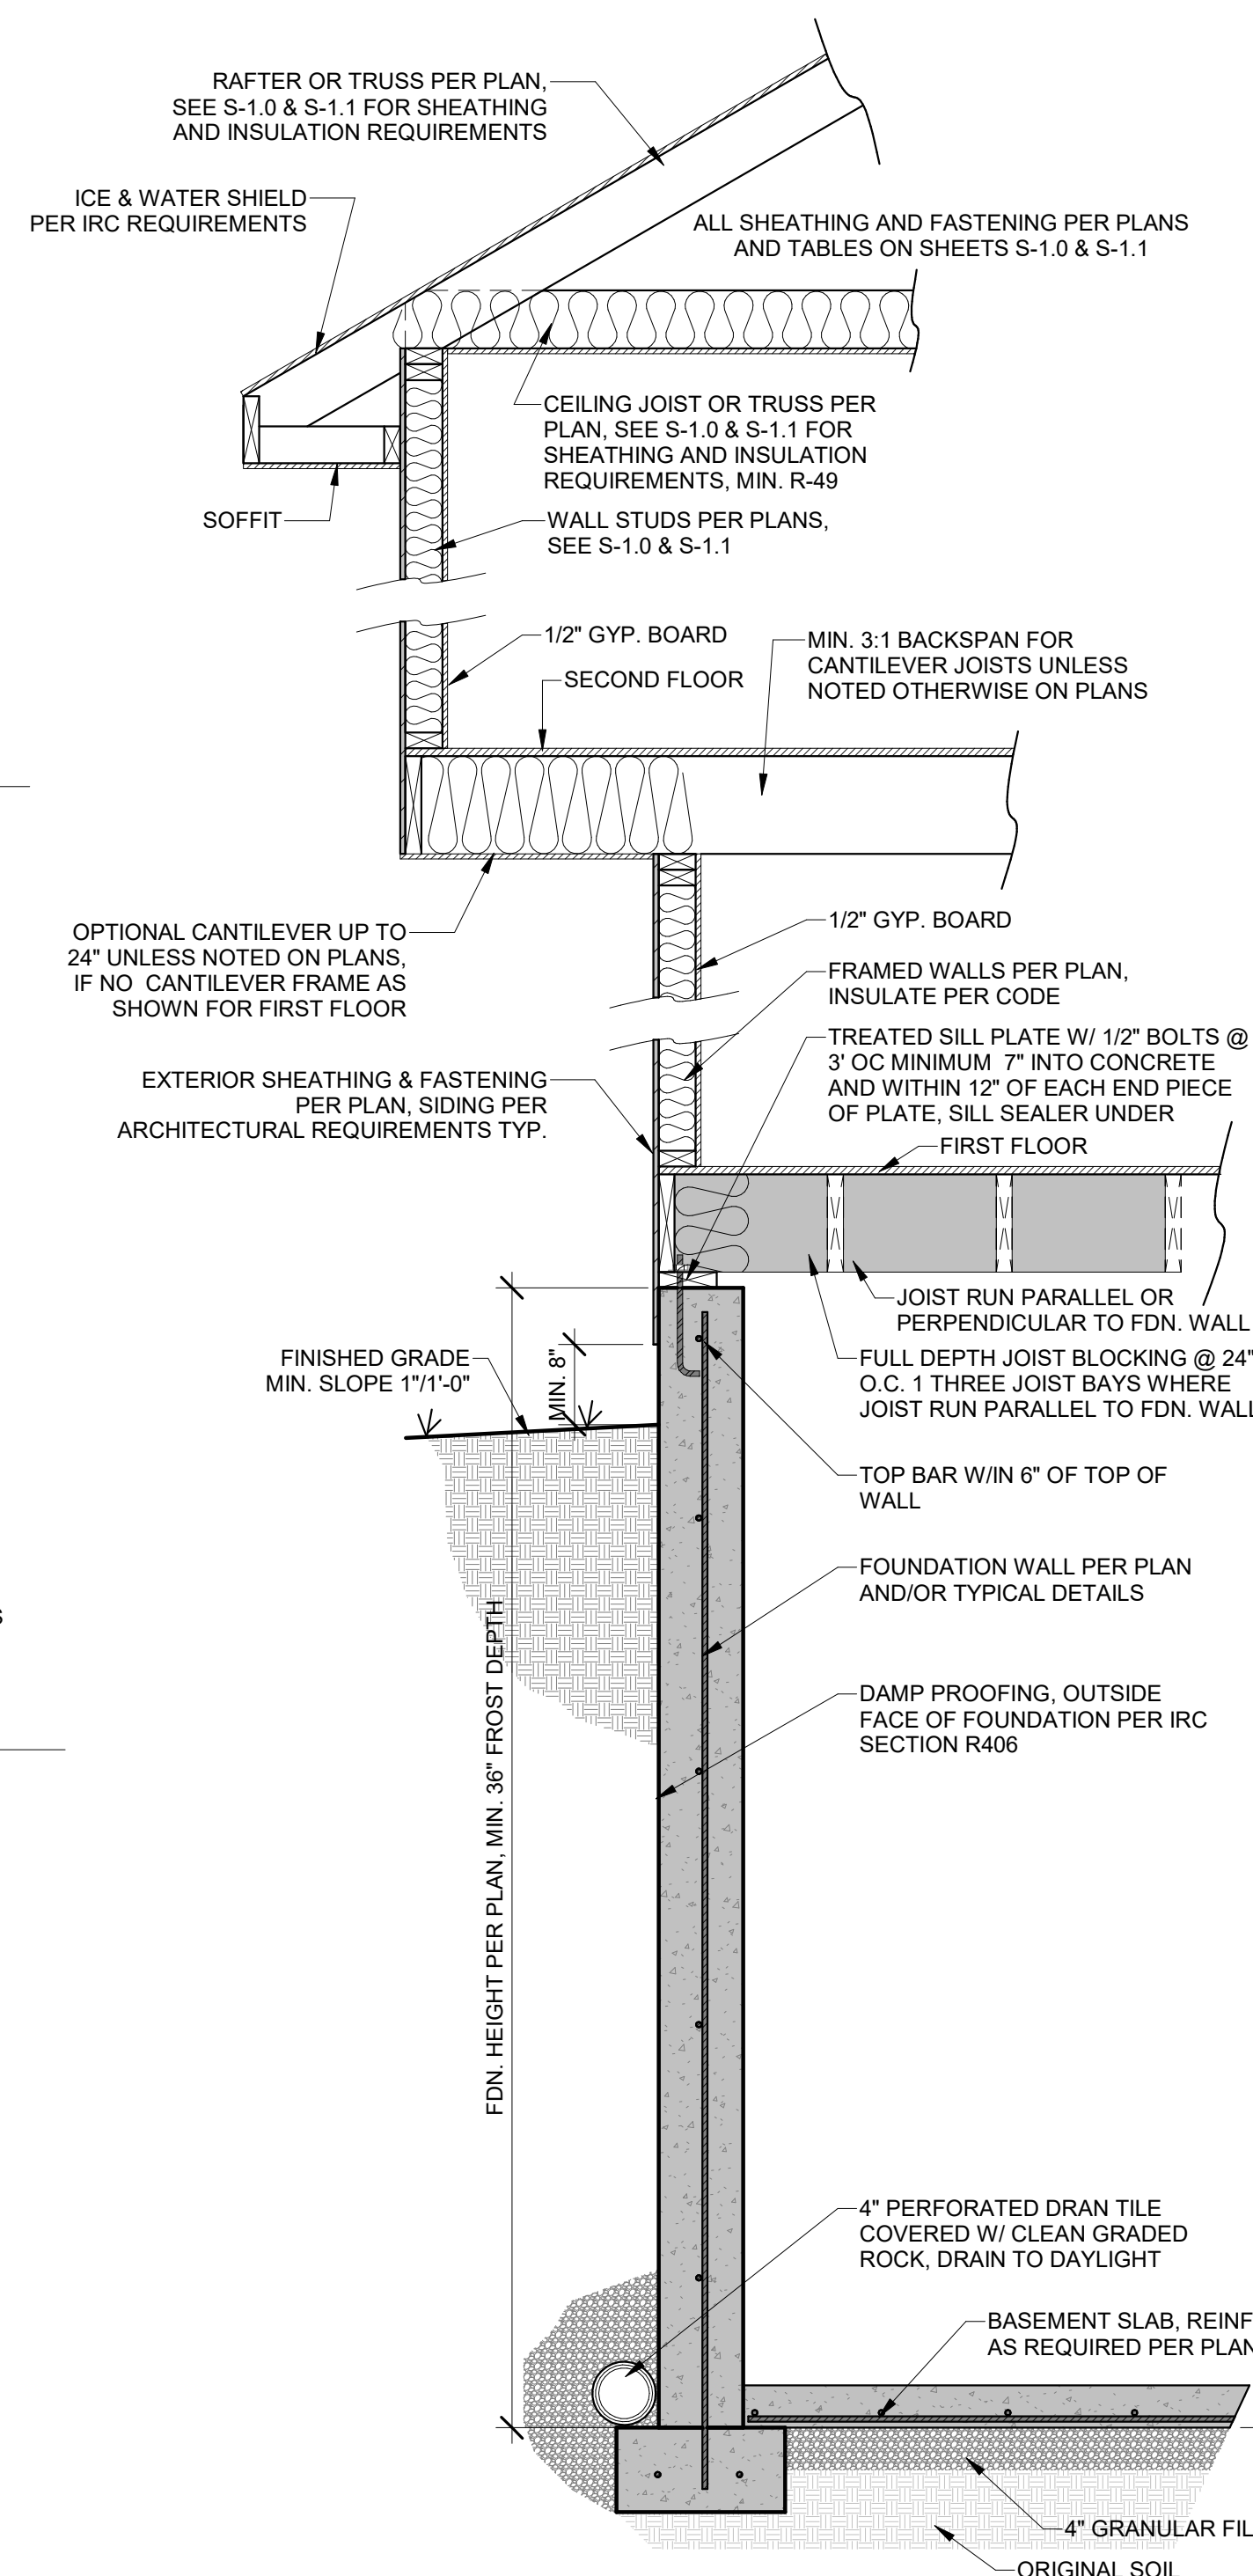 RAFTER OR TRUSS PER PLAN,
SEE S-1.0 & S-1.1 FOR SHEATHING
AND INSULATION REQUIREMENTS
ICE & WATER SHIELD
PER IRC REQUIREMENTS
ALL SHEATHING AND FASTENING PER PLANS
AND TABLES ON SHEETS S-1.0 & S-1.1
CEILING JOIST OR TRUSS PER
PLAN, SEE S-1.0 & S-1.1 FOR
SHEATHING AND INSULATION
REQUIREMENTS, MIN. R-49
SOFFIT
WALL STUDS PER PLANS,
SEE S-1.0 & S-1.1
1/2" GYP. BOARD
SECOND FLOOR
MIN. 3:1 BACKSPAN FOR
CANTILEVER JOISTS UNLESS
NOTED OTHERWISE ON PLANS
OPTIONAL CANTILEVER UP TO
24" UNLESS NOTED ON PLANS,
IF NO CANTILEVER FRAME AS
SHOWN FOR FIRST FLOOR
1/2" GYP. BOARD
FRAMED WALLS PER PLAN,
INSULATE PER CODE
TREATED SILL PLATE W/ 1/2" BOLTS @
3' OC MINIMUM 7" INTO CONCRETE
AND WITHIN 12" OF EACH END PIECE
OF PLATE, SILL SEALER UNDER
EXTERIOR SHEATHING & FASTENING
PER PLAN, SIDING PER
ARCHITECTURAL REQUIREMENTS TYP.
FIRST FLOOR
JOIST RUN PARALLEL OR
PERPENDICULAR TO FDN. WALL
FINISHED GRADE
MIN. SLOPE 1"/1'-0"
MIN. 8"
FULL DEPTH JOIST BLOCKING @ 24"
O.C. 1 THREE JOIST BAYS WHERE
JOIST RUN PARALLEL TO FDN. WALL
TOP BAR W/IN 6" OF TOP OF
WALL
FOUNDATION WALL PER PLAN
AND/OR TYPICAL DETAILS
S
DAMP PROOFING, OUTSIDE
FACE OF FOUNDATION PER IRC
SECTION R406
FDN. HEIGHT PER PLAN, MIN. 36" FROST DEPTH
4" PERFORATED DRAN TILE
COVERED W/ CLEAN GRADED
ROCK, DRAIN TO DAYLIGHT
BASEMENT SLAB, REINF
AS REQUIRED PER PLAN
4" GRANULAR FIL
ORIGINAL SOIL